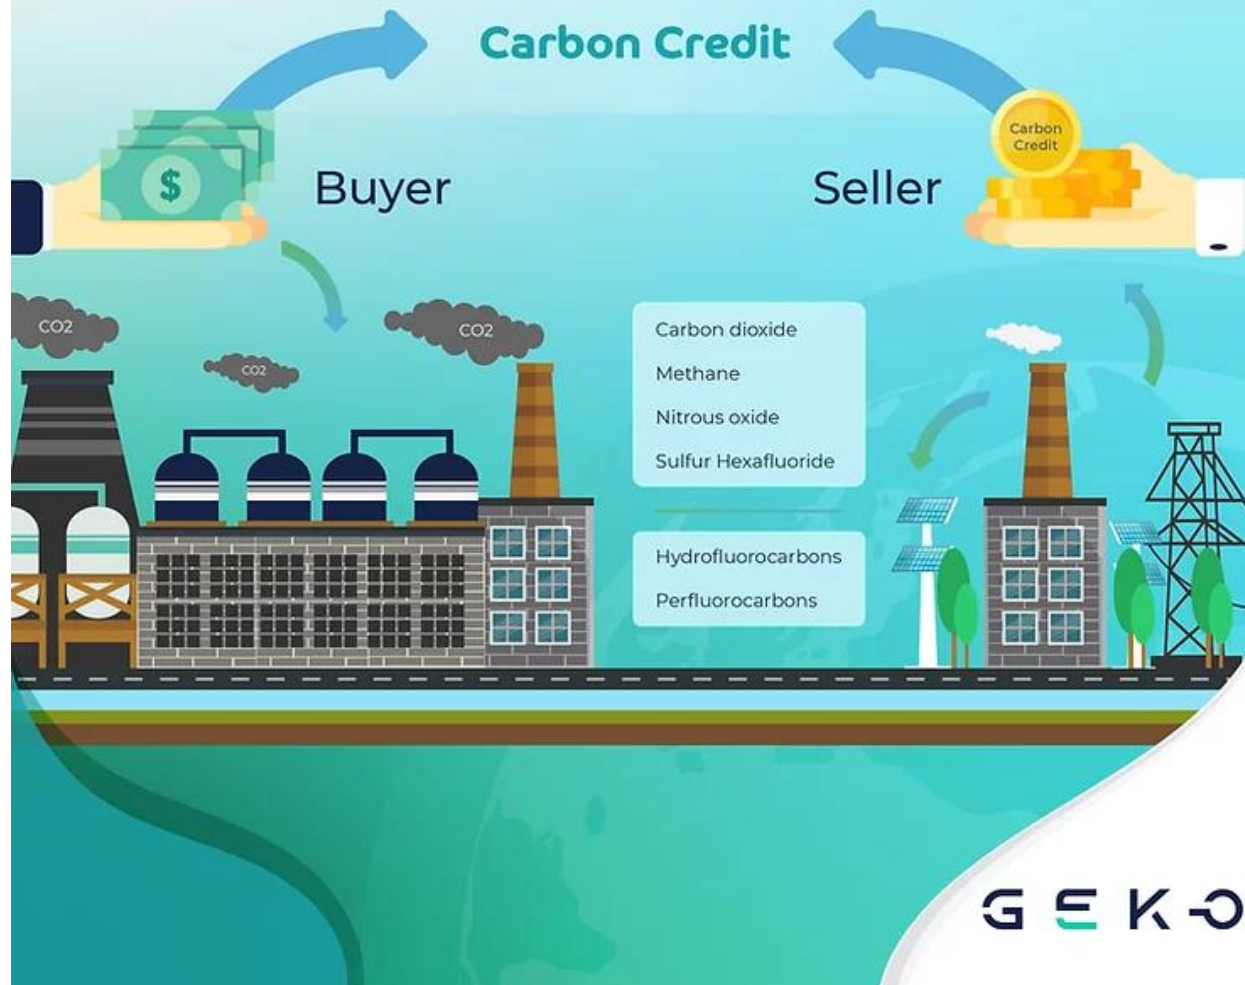 Carbon Credit
Buyer
Seller
$
Carbon
Credit
CO2
CO2
CO2
Carbon dioxide
Methane
Nitrous oxide
Sulfur Hexafluoride
Hydrofluorocarbons
Perfluorocarbons
GEKO